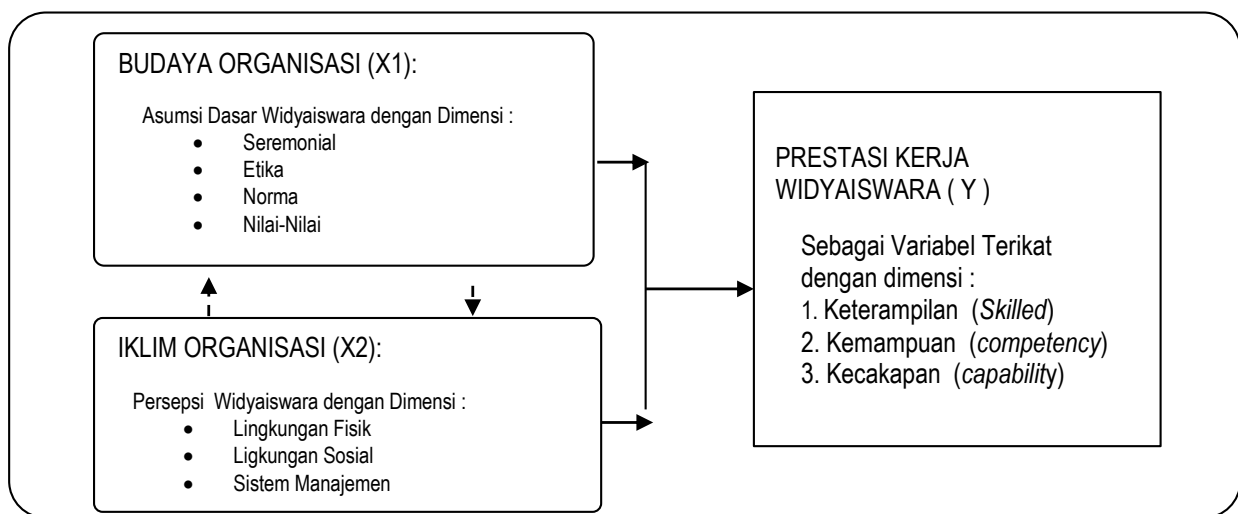 BUDAYA ORGANISASI (X1):
Asumsi Dasar Widyaiswara dengan Dimensi :
• Seremonial
• Etika
• Norma
• Nilai-Nilai
IKLIM ORGANISASI (X2):
Persepsi Widyaiswara dengan Dimensi :
• Lingkungan Fisik
• Ligkungan Sosial
• Sistem Manajemen
PRESTASI KERJA
WIDYAISWARA ( Y )
Sebagai Variabel Terikat
dengan dimensi :
1. Keterampilan (Skilled)
2. Kemampuan (competency)
3. Kecakapan (capability)